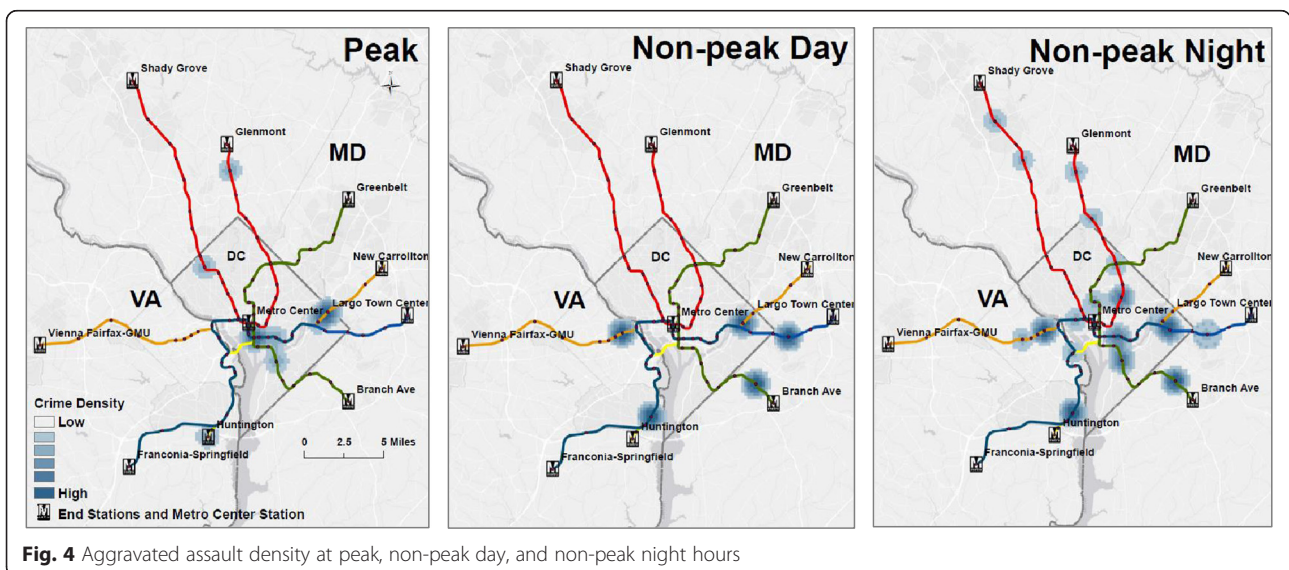 Peak
Shady Grove
Glenmont
MD
Greenbelt
DC
New Carrollton
VA
Largo Town Center
Metro Center
Vienna Fairfax-GMU
Branch Ave
Crime Density
Low
High
Huntington
0 2.5 5 Miles
Franconia-Springfield
End Stations and Metro Center Station
Non-peak Day
Shady Grove
Glenmont
MD
Greenbelt
DC
New Carrollton
VA
Largo Town Center
Metro Center
Vienna Fairfax-GMU
Branch Ave
Huntington
Franconia-Springfield
Non-peak Night
Shady Grove
Glenmont
MD
Greenbelt
DC
New Carrollton
VA
Largo Town Center
Metro Center
Vienna Fairfax-GMU
Branch Ave
Huntington
Franconia-Springfield
Fig. 4 Aggravated assault density at peak, non-peak day, and non-peak night hours